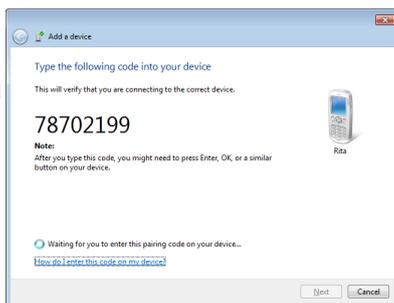 Add a device
Type the following code into your device
This will verify that you are connecting to the correct device.
78702199
Note:
After you type this code, you might need to press Enter, OK, or a similar
button on your device.
Rita
Waiting for you to enter this pairing code on your device...
How do I enter this code on my device?
Next
Cancel